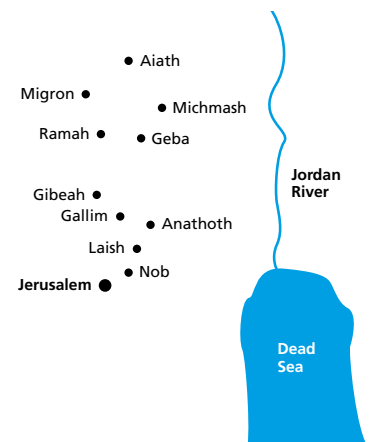 Aiath
Migron
Michmash
Ramah
Geba
Jordan
River
Gibeah
Gallim
Anathoth
Laish
Nob
Jerusalem
Dead
Sea